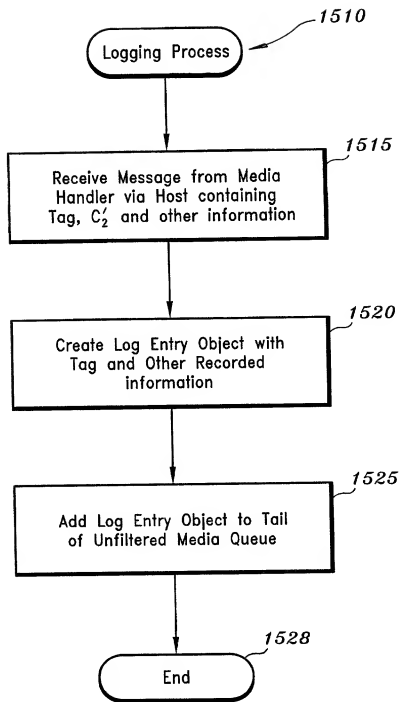 1510
Logging Process
1515
Receive Message from Media
Handler via Host containing
Tag, C₂′ and other information
1520
Create Log Entry Object with
Tag and Other Recorded
information
1525
Add Log Entry Object to Tail
of Unfiltered Media Queue
1528
End